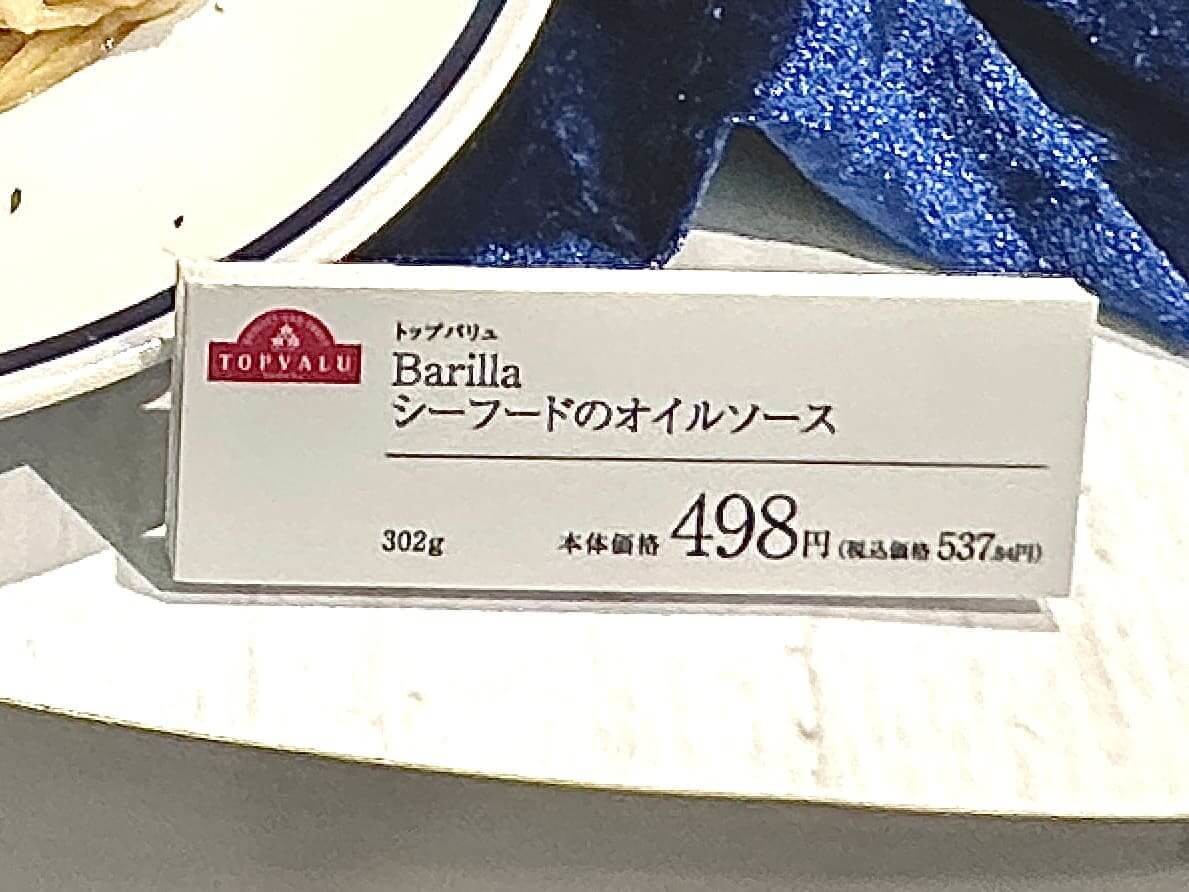 TOPVALU
トップバリュ
Barilla
シーフードのオイルソース
302g
本体価格 498円 (税込価格 537.84円)